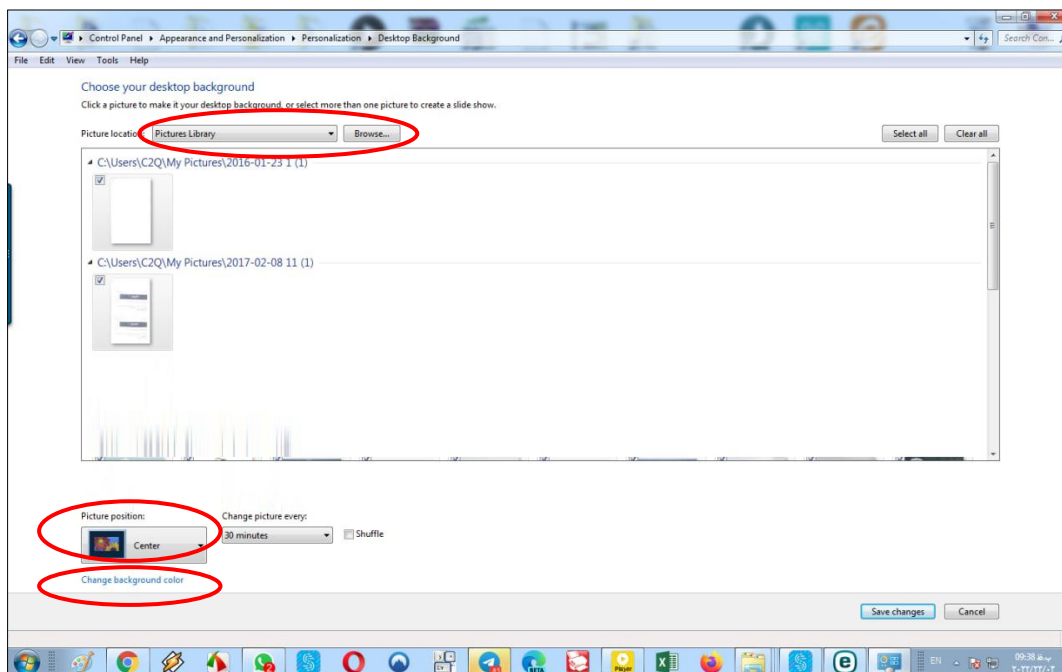 Control Panel ▸ Appearance and Personalization ▸ Personalization ▸ Desktop Background
Search Con...
File Edit View Tools Help
Choose your desktop background
Click a picture to make it your desktop background, or select more than one picture to create a slide show.
Picture location: Pictures Library Browse... Select all Clear all
C:\Users\C2Q\My Pictures\2016-01-23 1 (1)
C:\Users\C2Q\My Pictures\2017-02-08 11 (1)
Picture position: Change picture every:
Center 30 minutes Shuffle
Change background color
Save changes Cancel
BETA Player EN 09:38